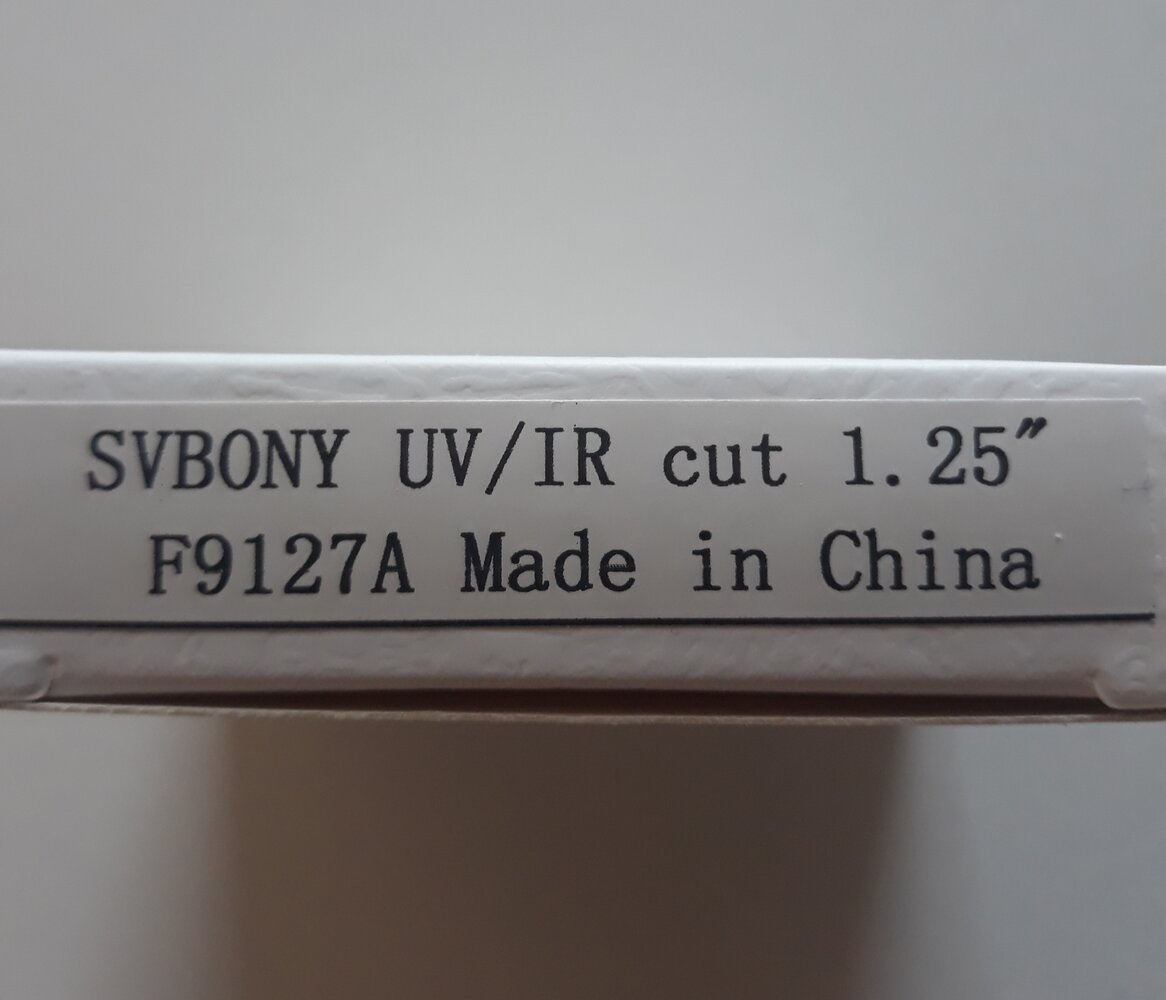 SVBONY UV/IR cut 1.25″
F9127A Made in China